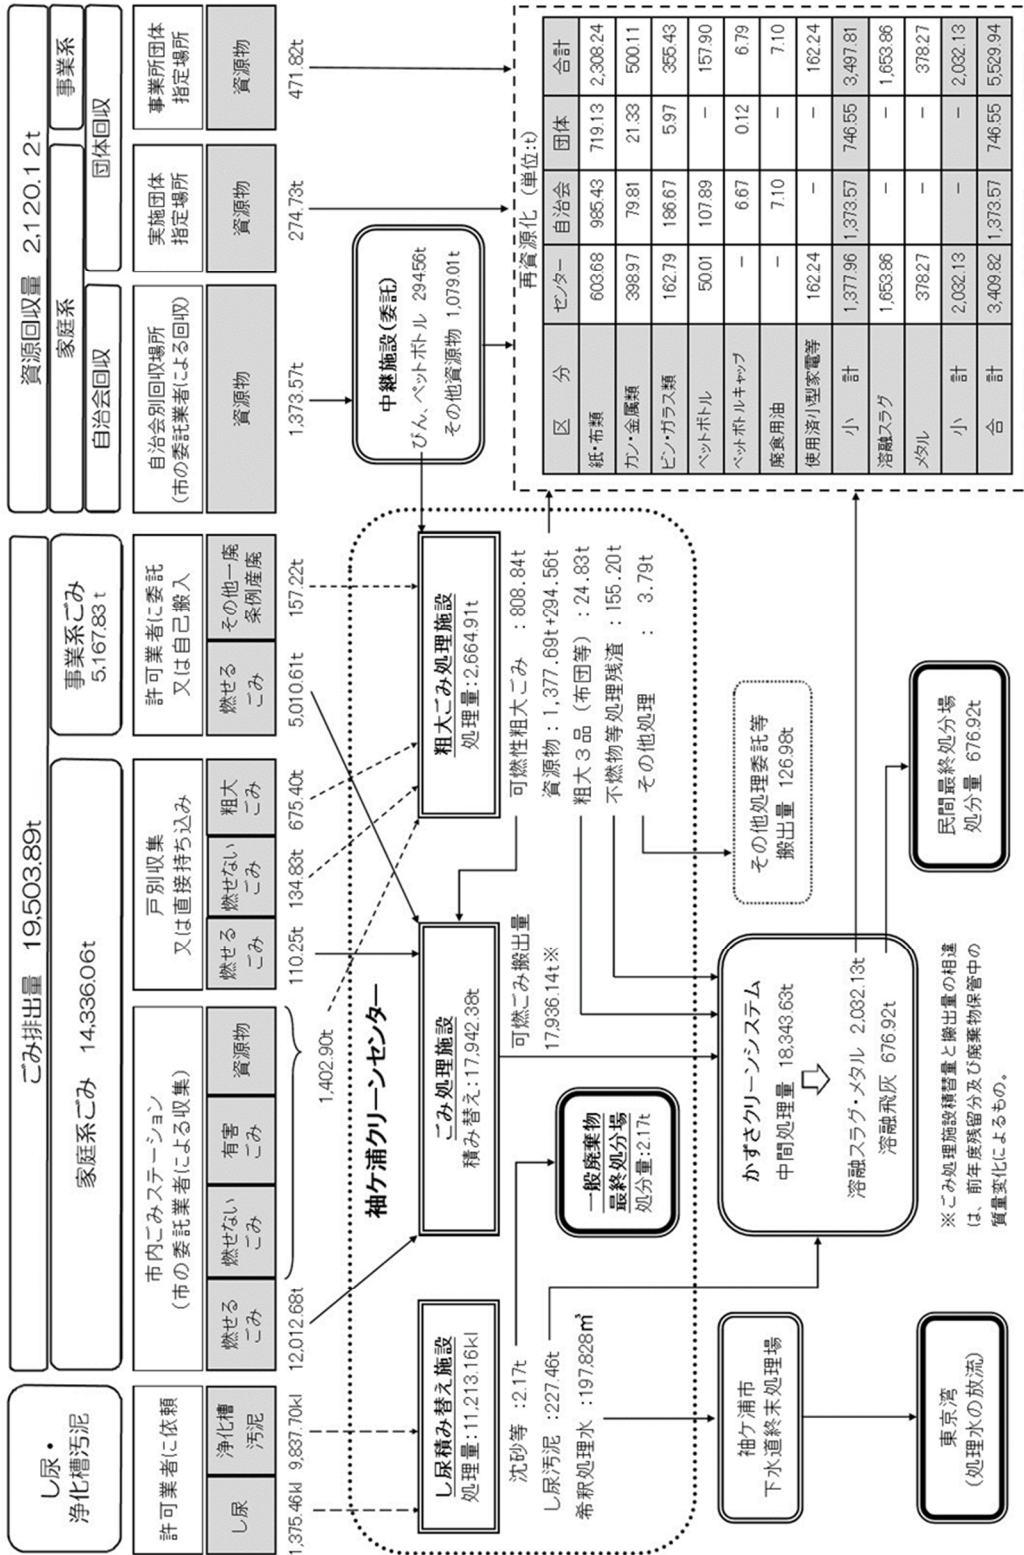 し尿・
浄化槽汚泥
ごみ排出量 19,503.89t
資源回収量 2,120.12t
家庭系ごみ 14,336.06t
事業系ごみ
5,167.83t
家庭系
事業系
自治会回収
団体回収
許可業者に依頼
市内ごみステーション
(市の委託業者による収集)
戸別収集
又は直接持ち込み
許可業者に委託
又は自己搬入
自治会別回収場所
(市の委託業者による回収)
実施団体
指定場所
事業所団体
指定場所
し尿
浄化槽
汚泥
燃せる
ごみ
燃せない
ごみ
有害
ごみ
資源物
燃せる
ごみ
燃せない
ごみ
粗大
ごみ
燃せる
ごみ
その他一廃
条例産廃
資源物
資源物
資源物
1,375.46kl
9,837.70kl
12,012.68t
1,402.90t
110.25t
134.83t
675.40t
5,010.61t
157.22t
1,373.57t
274.73t
471.82t
袖ケ浦クリーンセンター
し尿積み替え施設
処理量:11,213.16kl
ごみ処理施設
積み替え:17,942.38t
粗大ごみ処理施設
処理量:2,664.91t
中継施設(委託)
びん、ペットボトル 294.56t
その他資源物 1,079.01t
沈砂等 :2.17t
し尿汚泥 :227.46t
希釈処理水 :197,828㎥
一般廃棄物
最終処分場
処分量:2.17t
可燃ごみ搬出量
17,936.14t※
可燃性粗大ごみ :808.84t
資源物:1,377.69t+294.56t
粗大3品(布団等) :24.83t
不燃物等処理残渣 :155.20t
その他処理 : 3.79t
袖ケ浦市
下水道終末処理場
東京湾
(処理水の放流)
かずさクリーンシステム
中間処理量 18,343.63t
溶融スラグ・メタル 2,032.13t
溶融飛灰 676.92t
その他処理委託等
搬出量 126.98t
民間最終処分場
処分量 676.92t
※ごみ処理施設積替量と搬出量の相違
は、前年度残留分及び廃棄物保管中の
質量変化によるもの。
再資源化 (単位:t)
区 分 センター 自治会 団体 合計
紙・布類 603.68 985.43 719.13 2,308.24
カン・金属類 398.97 79.81 21.33 500.11
ビン・ガラス類 162.79 186.67 5.97 355.43
ペットボトル 50.01 107.89 － 157.90
ペットボトルキャップ － 6.67 0.12 6.79
廃食用油 － 7.10 － 7.10
使用済小型家電等 162.24 － － 162.24
小 計 1,377.96 1,373.57 746.55 3,497.81
溶融スラグ 1,653.86 － － 1,653.86
メタル 378.27 － － 378.27
小 計 2,032.13 － － 2,032.13
合 計 3,409.82 1,373.57 746.55 5,529.94